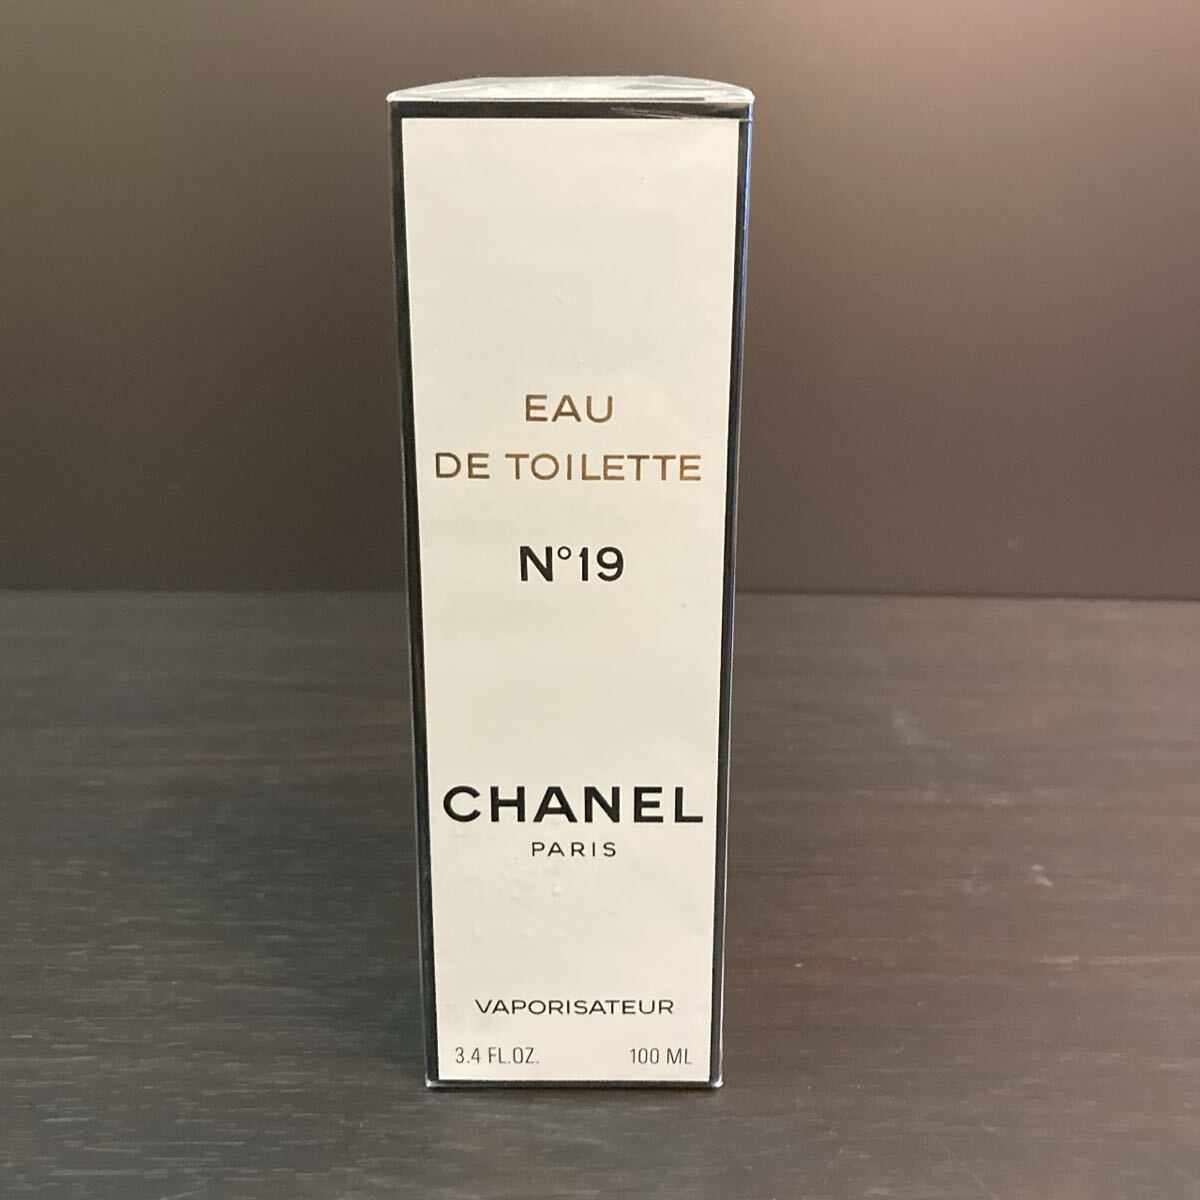 EAU
DE TOILETTE
N°19
CHANEL
PARIS
VAPORISATEUR
3.4 FL.OZ. 100 ML